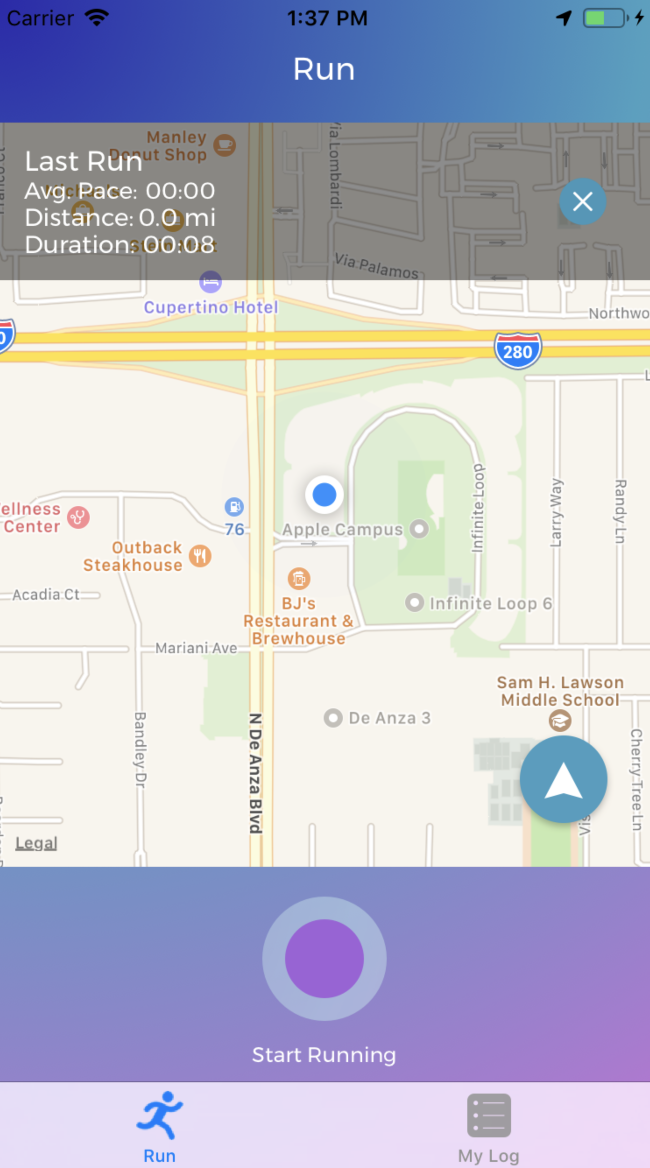 Carrier
1:37 PM
Run
Manley
Donut Shop
Via Lombardi
Last Run
Avg. Pace: 00:00
Distance: 0.0 mi
Duration: 00:08
Via Palamos
Cupertino Hotel
Northwo
280
ellness
Center
76
Apple Campus
Infinite Loop
Larry Way
Randy Ln
Outback
Steakhouse
Acadia Ct
BJ's
Restaurant &
Brewhouse
Infinite Loop 6
Mariani Ave
Sam H. Lawson
Middle School
De Anza 3
Bandley Dr
N De Anza Blvd
Cherry Tree Ln
Vis
Legal
Start Running
Run
My Log